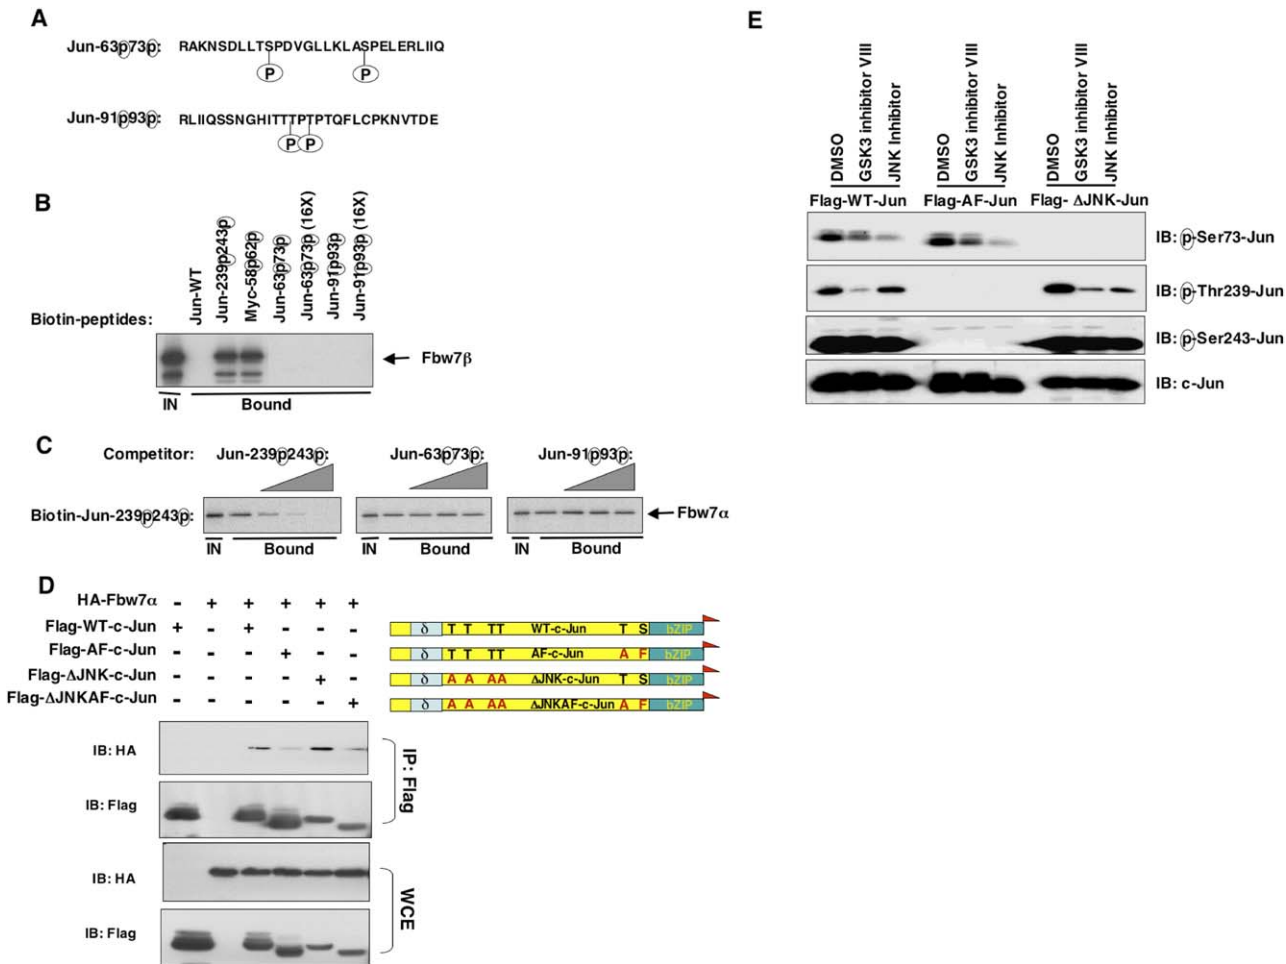 A
Jun-63p73p: RAKNSDLLTSPDVGLLKLASPELERLIIQ
P P
Jun-91p93p: RLIIQSSNGHITTTPTPTQFLCPKNVTDE
P P
B
Biotin-peptides:
Jun-WT
Jun-239p243p
Myc-58p62p
Jun-63p73p
Jun-63p73p (16X)
Jun-91p93p
Jun-91p93p (16X)
Fbw7β
IN Bound
C
Competitor: Jun-239p243p: Jun-63p73p: Jun-91p93p:
Biotin-Jun-239p243p: Fbw7α
IN Bound IN Bound IN Bound
D
HA-Fbw7α - + + + + +
Flag-WT-c-Jun + - + - - -
Flag-AF-c-Jun - - - + - -
Flag-ΔJNK-c-Jun - - - - + -
Flag-ΔJNKAF-c-Jun - - - - - +
δ T T TT WT-c-Jun T S bZIP
δ T T TT AF-c-Jun A F bZIP
δ A A AA ΔJNK-c-Jun T S bZIP
δ A A AA ΔJNKAF-c-Jun A F bZIP
IB: HA
IB: Flag
IP: Flag
IB: HA
IB: Flag
WCE
E
DMSO
GSK3 inhibitor VIII
JNK Inhibitor
DMSO
GSK3 inhibitor VIII
JNK Inhibitor
DMSO
GSK3 inhibitor VIII
JNK Inhibitor
Flag-WT-Jun Flag-AF-Jun Flag- ΔJNK-Jun
IB: p-Ser73-Jun
IB: p-Thr239-Jun
IB: p-Ser243-Jun
IB: c-Jun